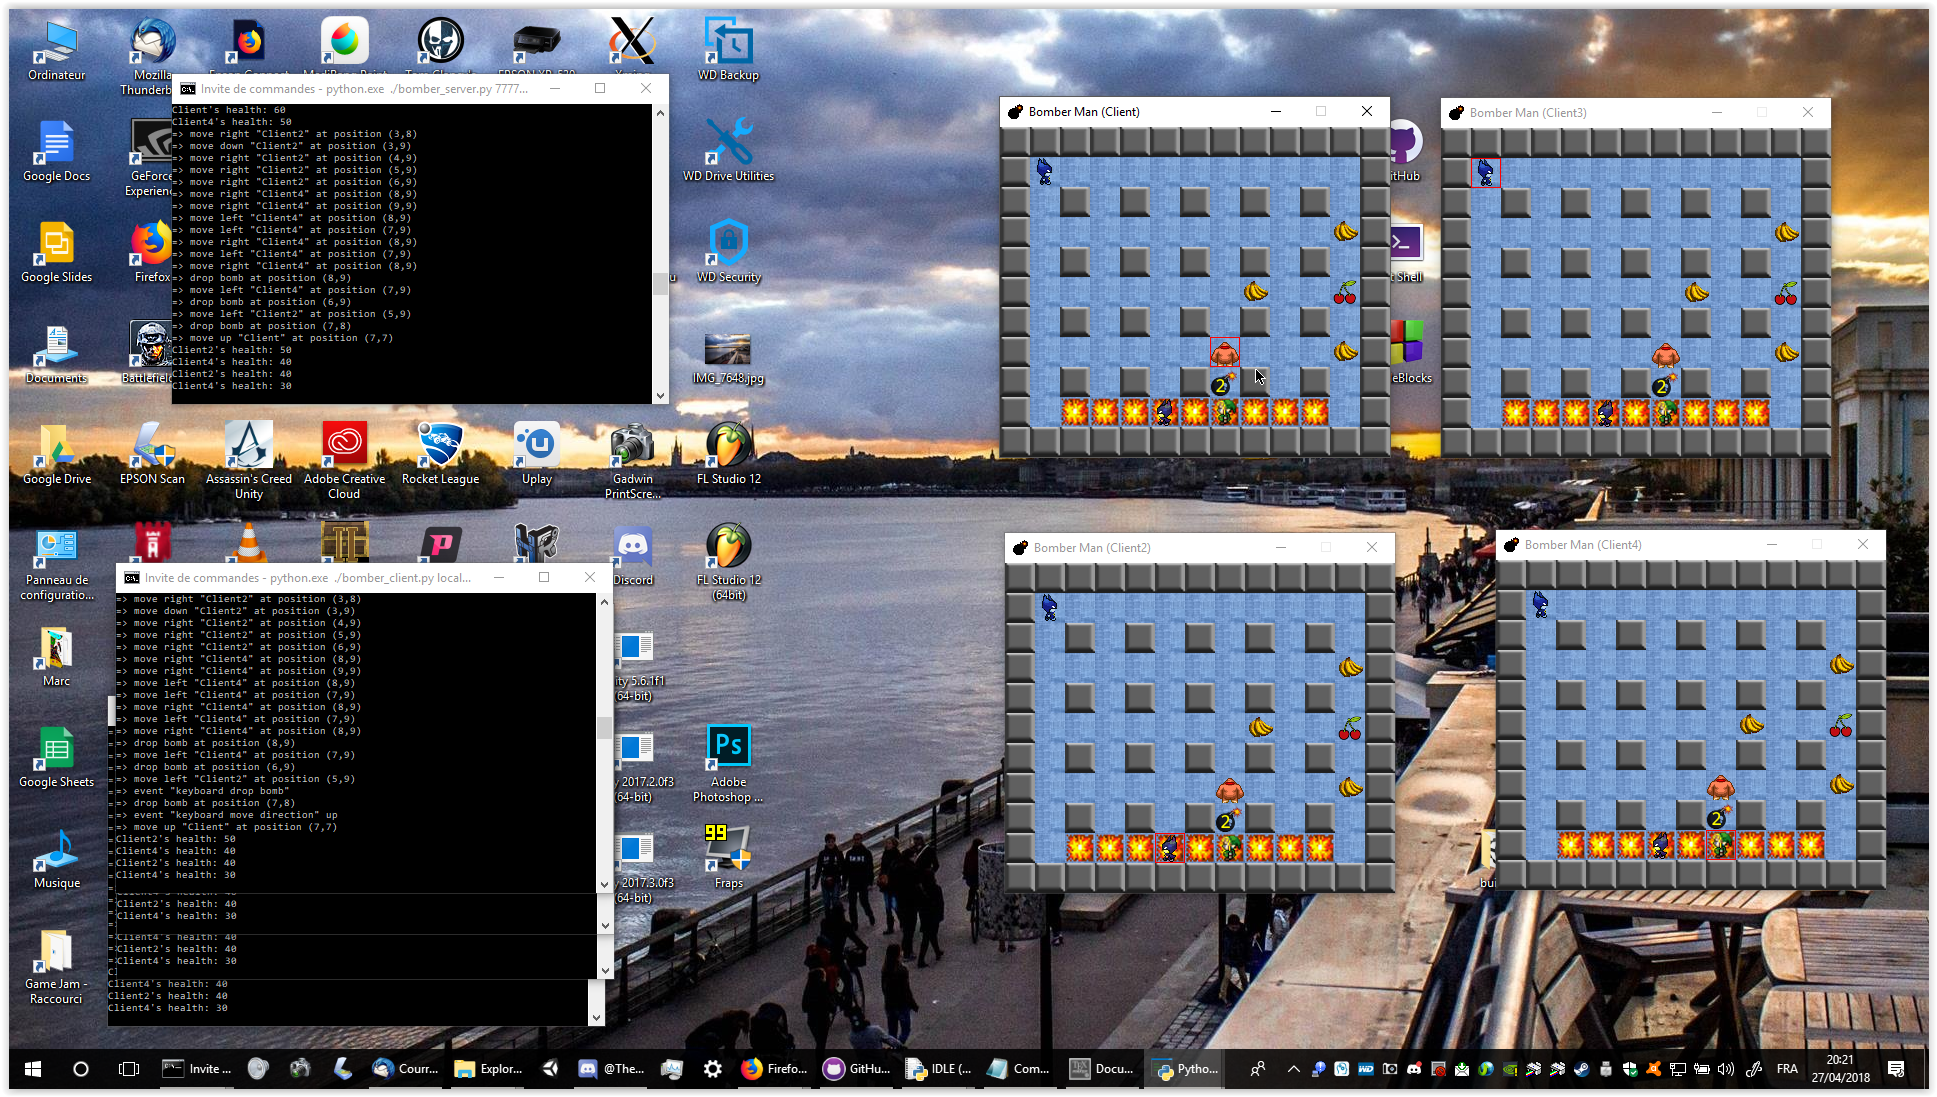 Ordinateur
Mozilla
Thunderb
WD Backup
Invite de commandes - python.exe ./bomber_server.py 7777...
Client's health: 60
Client4's health: 50
=> move right "Client2" at position (3,8)
=> move down "Client2" at position (3,9)
=> move right "Client2" at position (4,9)
=> move right "Client2" at position (5,9)
=> move right "Client2" at position (6,9)
=> move right "Client4" at position (8,9)
=> move right "Client4" at position (9,9)
=> move left "Client4" at position (8,9)
=> move left "Client4" at position (7,9)
=> move right "Client4" at position (8,9)
=> move left "Client4" at position (7,9)
=> move right "Client4" at position (8,9)
=> drop bomb at position (8,9)
=> move left "Client4" at position (7,9)
=> drop bomb at position (6,9)
=> move left "Client2" at position (5,9)
=> drop bomb at position (7,8)
=> move up "Client" at position (7,7)
Client2's health: 50
Client4's health: 40
Client2's health: 40
Client4's health: 30
Google Docs
GeForce
Experien
WD Drive Utilities
Google Slides
Firefox
WD Security
Documents
Battlefiel
IMG_7648.jpg
Google Drive
EPSON Scan
Assassin's Creed
Unity
Adobe Creative
Cloud
Rocket League
Uplay
Gadwin
PrintScre...
FL Studio 12
Panneau de
configuratio...
Discord
FL Studio 12
(64bit)
Invite de commandes - python.exe ./bomber_client.py local...
=> move right "Client2" at position (3,8)
=> move down "Client2" at position (3,9)
=> move right "Client2" at position (4,9)
=> move right "Client2" at position (5,9)
=> move right "Client2" at position (6,9)
=> move right "Client4" at position (8,9)
=> move right "Client4" at position (9,9)
=> move left "Client4" at position (8,9)
=> move left "Client4" at position (7,9)
=> move right "Client4" at position (8,9)
=> move left "Client4" at position (7,9)
=> move right "Client4" at position (8,9)
=> drop bomb at position (8,9)
=> move left "Client4" at position (7,9)
=> drop bomb at position (6,9)
=> move left "Client2" at position (5,9)
=> event "keyboard drop bomb"
=> drop bomb at position (7,8)
=> event "keyboard move direction" up
=> move up "Client" at position (7,7)
Client2's health: 50
Client4's health: 40
Client2's health: 40
Client4's health: 30
Client2's health: 40
Client4's health: 30
Client4's health: 40
Client2's health: 40
Client4's health: 30
Client4's health: 40
Client2's health: 40
Client4's health: 30
Marc
ity 5.6.1f1
(64-bit)
Google Sheets
y 2017.2.0f3
(64-bit)
Ps
Adobe
Photoshop ...
Musique
y 2017.3.0f3
(64-bit)
99
Fraps
Game Jam -
Raccourci
Bomber Man (Client)
2
Bomber Man (Client3)
2
itHub
t Shell
eBlocks
Bomber Man (Client2)
2
Bomber Man (Client4)
2
bui
Invite ...
Courr...
Explor...
@The...
Firefo...
GitHu...
IDLE (...
Com...
Docu...
Pytho...
FRA
20:21
27/04/2018